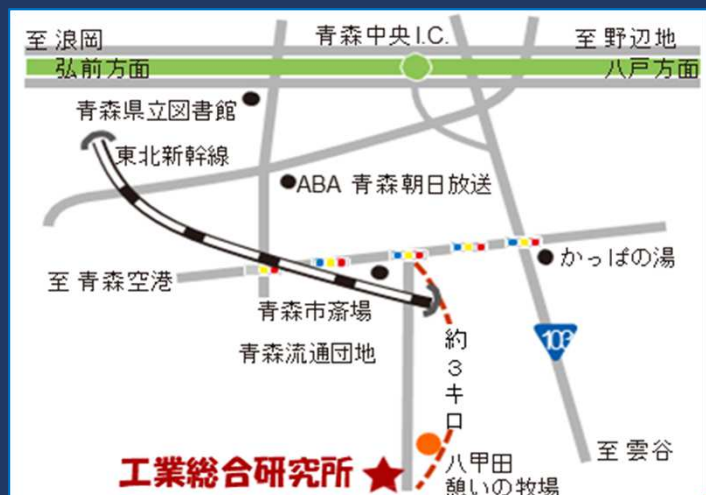 至 浪岡
青森中央I.C.
至 野辺地
弘前方面
八戸方面
青森県立図書館
東北新幹線
ABA 青森朝日放送
かっぱの湯
至 青森空港
青森市斎場
青森流通団地
約3キロ
103
至 雲谷
工業総合研究所
八甲田
憩いの牧場